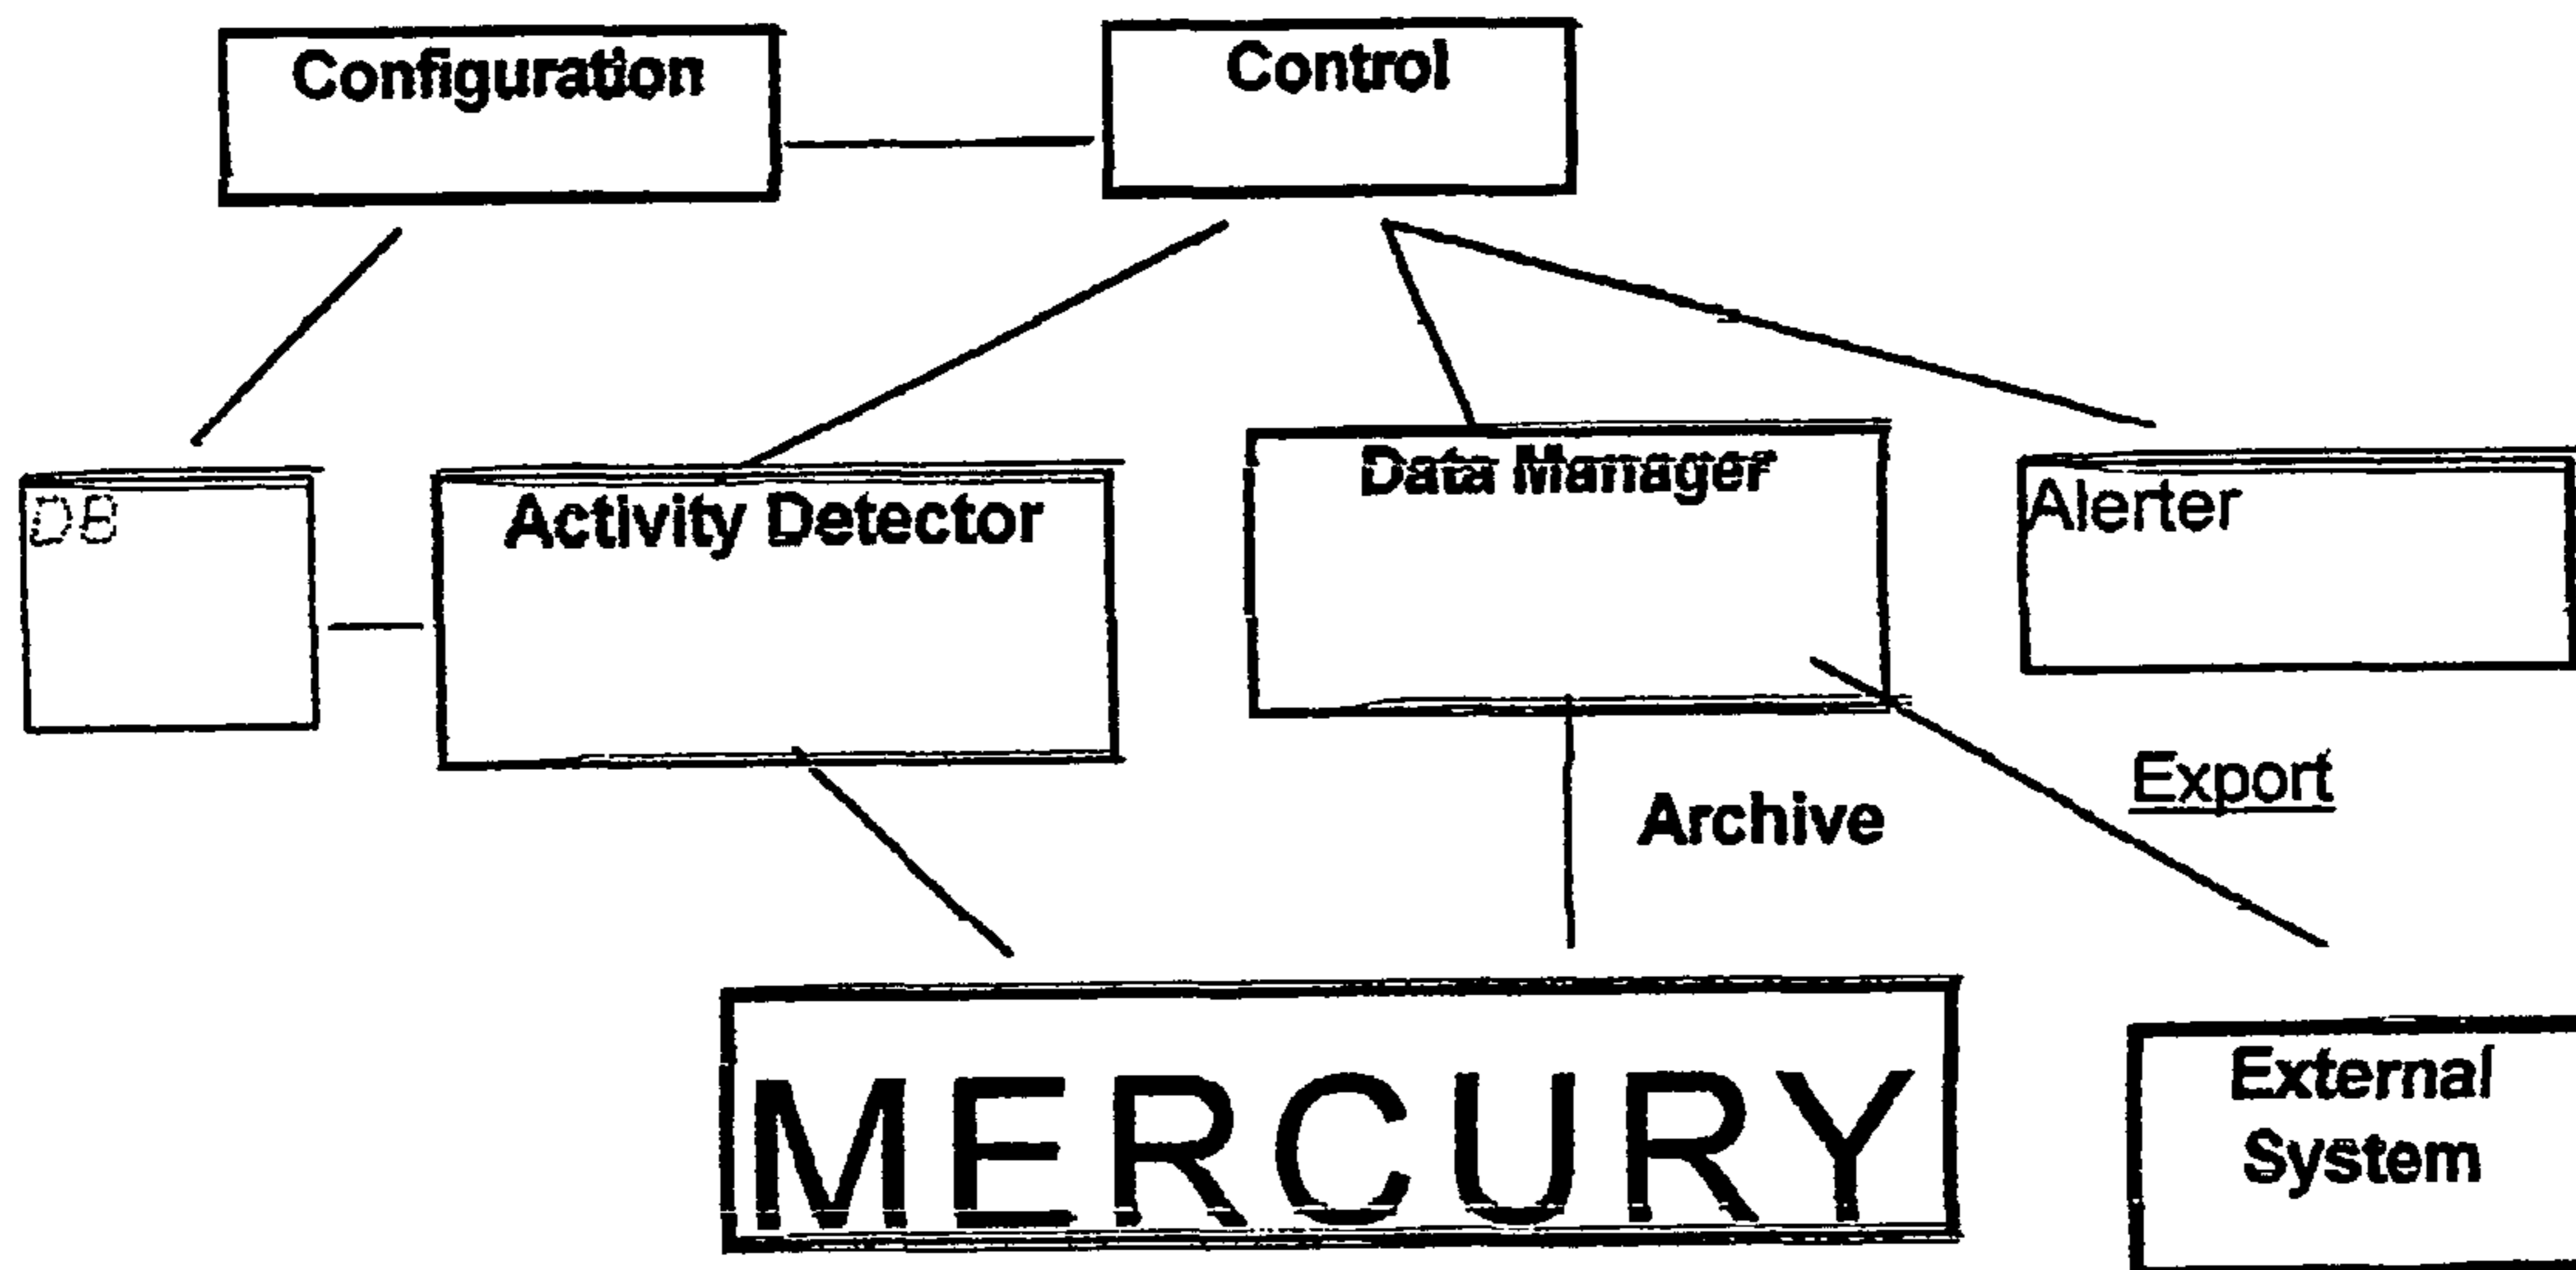 Configuration
Control
DB
Activity Detector
Data Manager
Alerter
Archive
Export
MERCURY
External
System